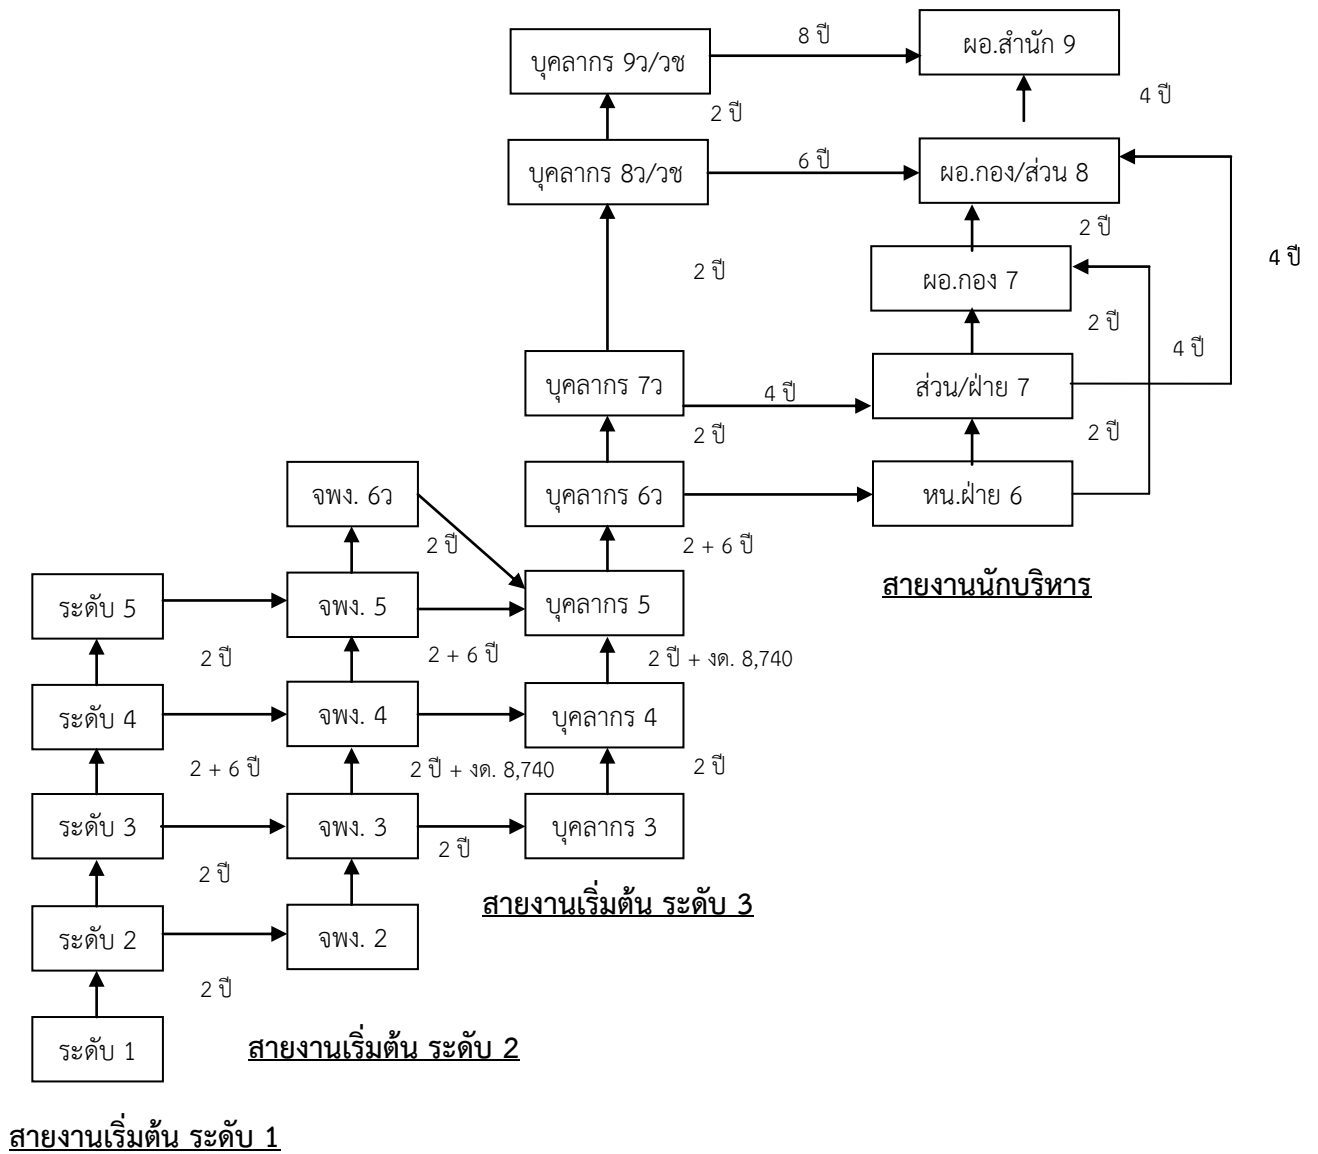 บุคลากร 9ว/วช
8 ปี
ผอ.สำนัก 9
2 ปี
4 ปี
บุคลากร 8ว/วช
6 ปี
ผอ.กอง/ส่วน 8
2 ปี
2 ปี
4 ปี
ผอ.กอง 7
2 ปี
4 ปี
บุคลากร 7ว
4 ปี
ส่วน/ฝ่าย 7
2 ปี
2 ปี
จพง. 6ว
บุคลากร 6ว
หน.ฝ่าย 6
2 ปี
2 + 6 ปี
สายงานนักบริหาร
ระดับ 5
จพง. 5
บุคลากร 5
2 ปี
2 + 6 ปี
2 ปี + งด. 8,740
ระดับ 4
จพง. 4
บุคลากร 4
2 + 6 ปี
2 ปี + งด. 8,740
2 ปี
ระดับ 3
จพง. 3
บุคลากร 3
2 ปี
2 ปี
สายงานเริ่มต้น ระดับ 3
ระดับ 2
จพง. 2
2 ปี
สายงานเริ่มต้น ระดับ 2
ระดับ 1
สายงานเริ่มต้น ระดับ 1